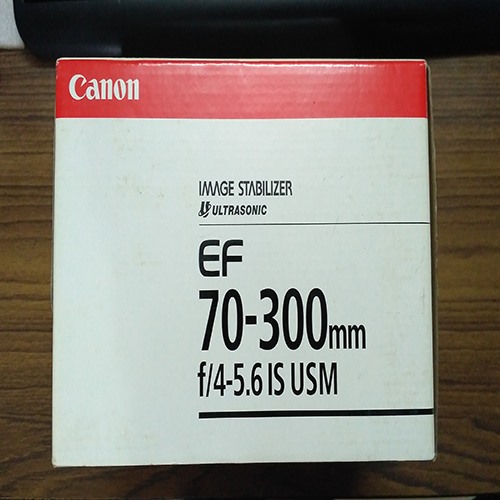 Canon
IMAGE STABILIZER
ULTRASONIC
EF
70-300mm
f/4-5.6 IS USM